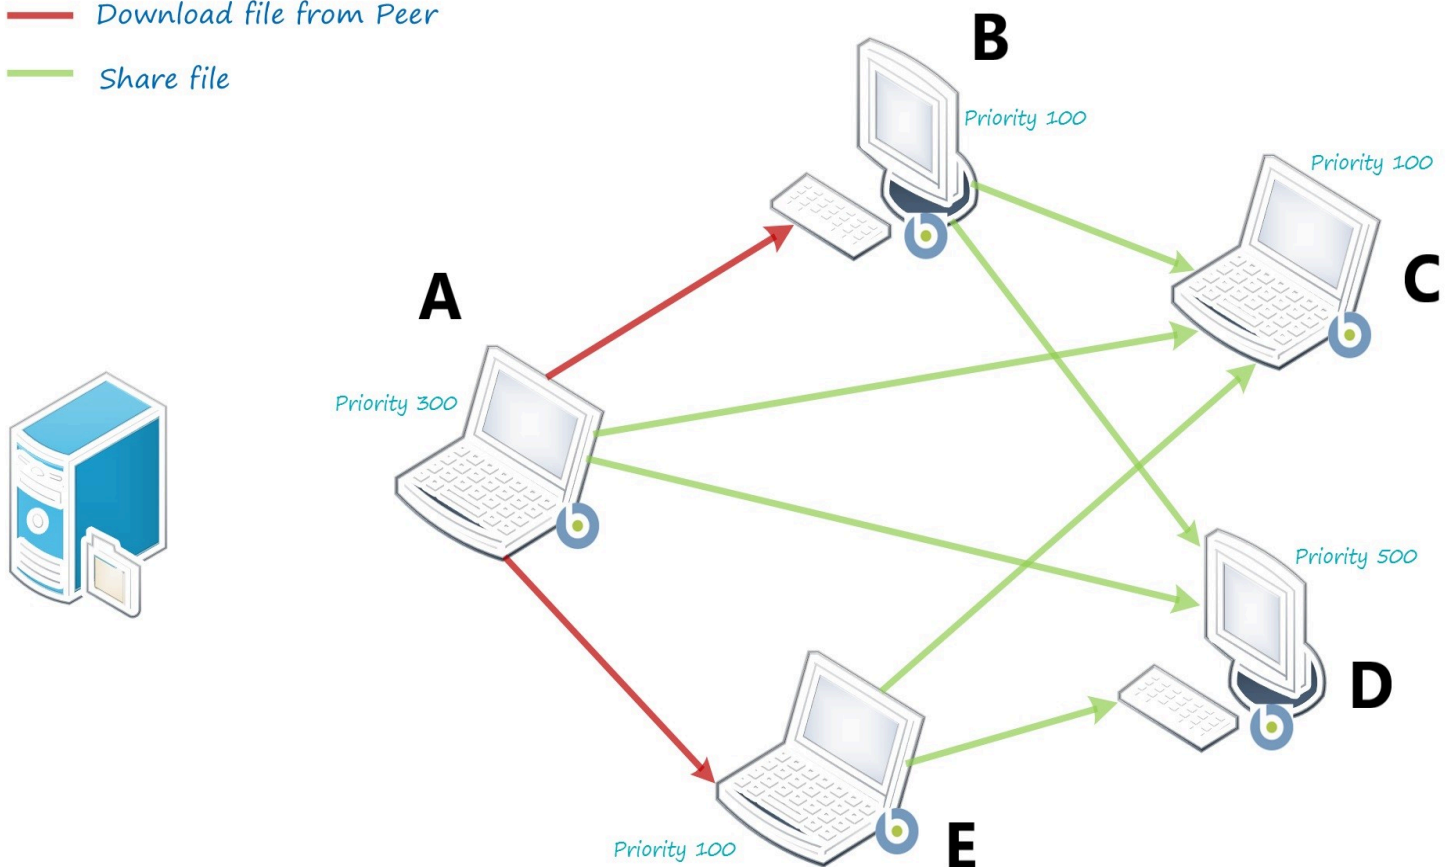 Download file from Peer
Share file
B
Priority 100
Priority 100
C
A
Priority 300
Priority 500
D
Priority 100
E